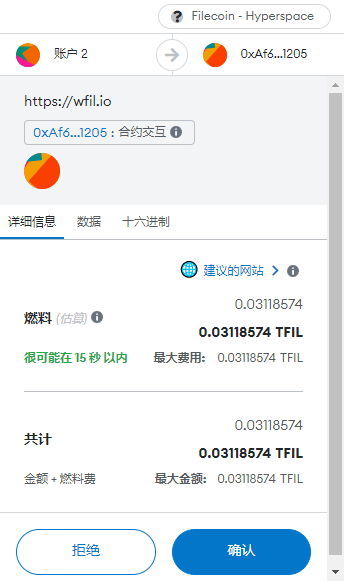 Filecoin - Hyperspace
账户 2
0xAf6...1205
https://wfil.io
0xAf6...1205 : 合约交互
详细信息 数据 十六进制
建议的网站
0.03118574
燃料 (估算) 0.03118574 TFIL
很可能在 15 秒 以内 最大费用: 0.03118574 TFIL
0.03118574
共计 0.03118574 TFIL
金额 + 燃料费 最大金额: 0.03118574 TFIL
拒绝 确认